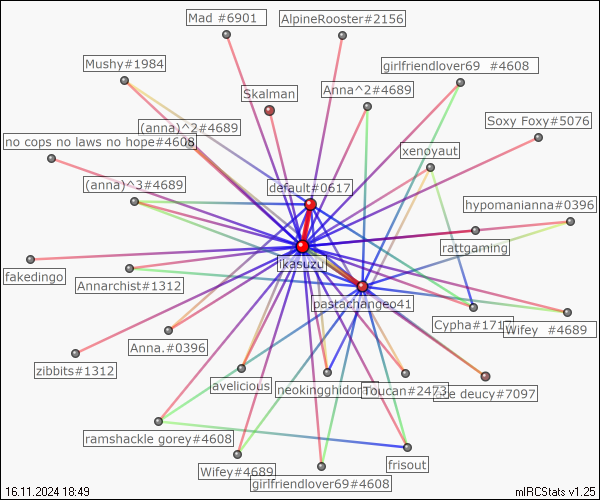 Mad #6901
AlpineRooster#2156
Mushy#1984
girlfriendlover69 #4608
Skalman
Anna^2#4689
Soxy Foxy#5076
(anna)^2#4689
no cops no laws no hope#4608
xenoyaut
(anna)^3#4689
default#0617
hypomanianna#0396
rattgaming
ikasuzu
fakedingo
Annarchist#1312
pastachangeo41
Cypha#171
Wifey #4689
Anna.#0396
zibbits#1312
avelicious
neokingghidor
Toucan#2473
deucy#7097
ramshackle gorey#4608
Wifey#4689
frisout
girlfriendlover69#4608
16.11.2024 18:49
mIRCStats v1.25